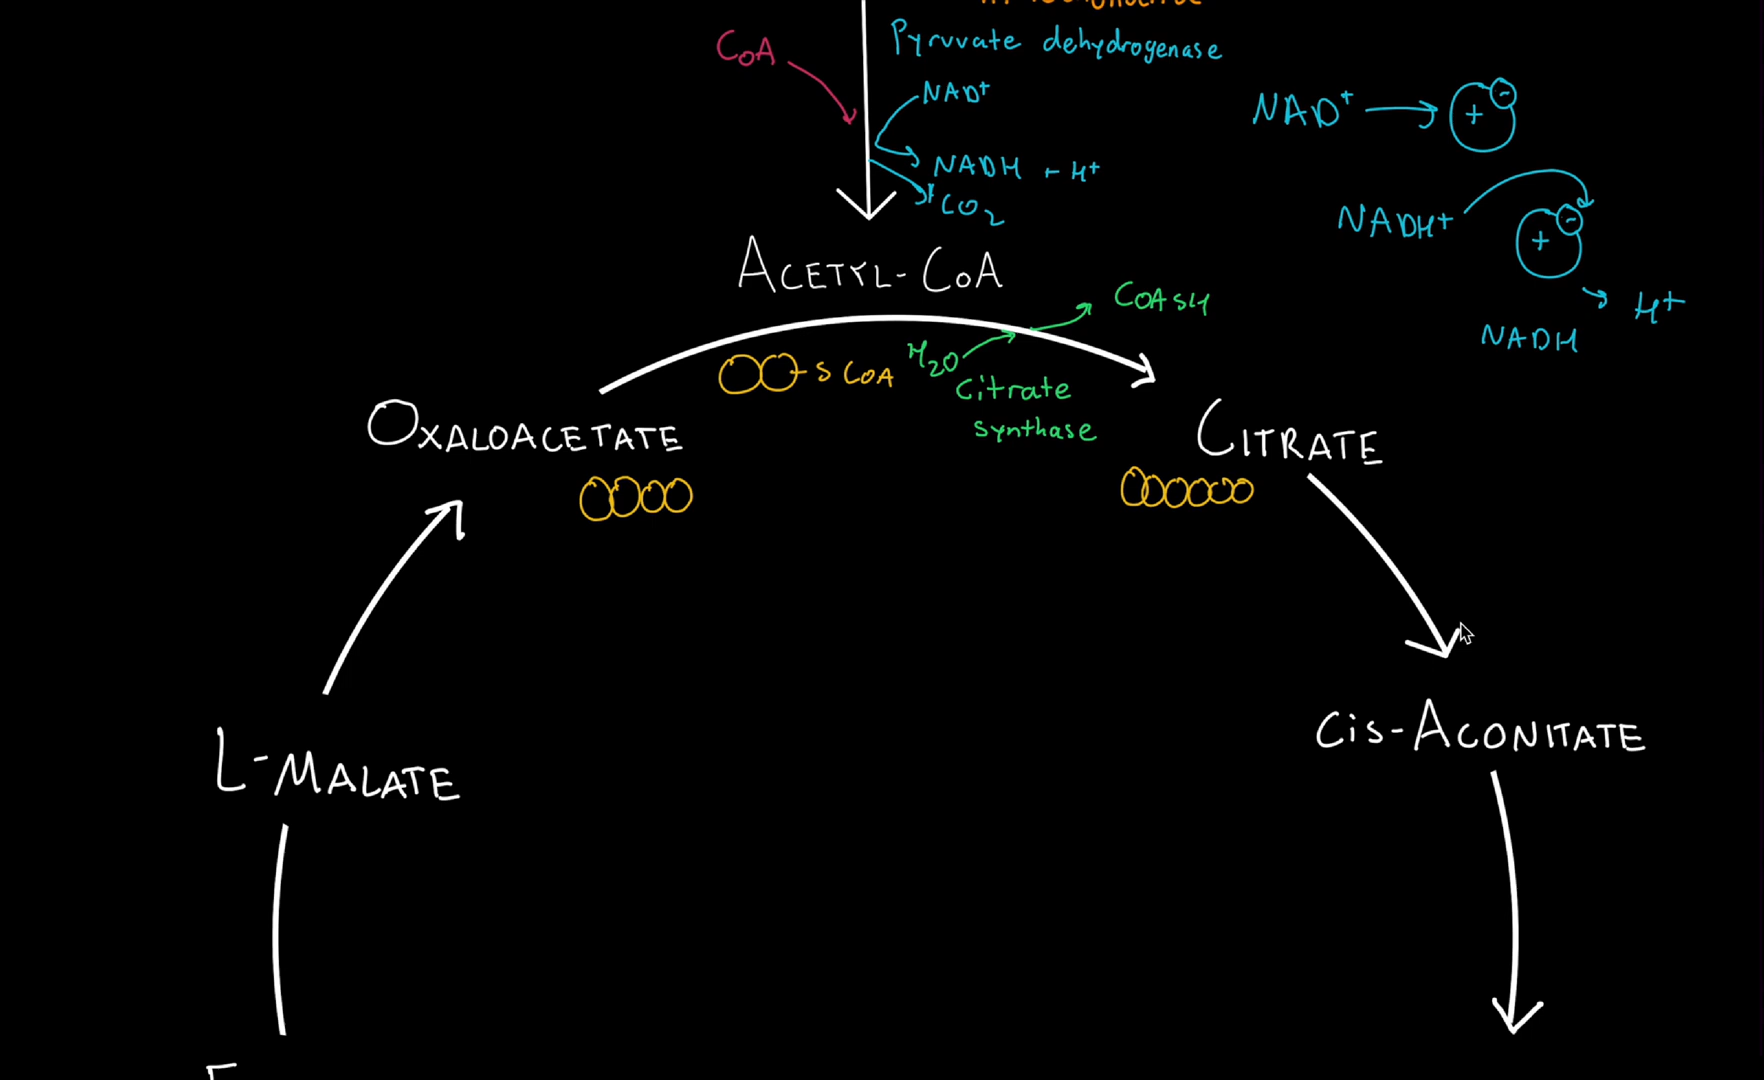 Pyruvate dehydrogenase
CoA
NAD+
NAD+
+ -
NADH + H+
CO2
NADH+
+ -
H+
NADH
ACETYL-CoA
COASH
H2O
S COA
Citrate
synthase
OXALOACETATE
CITRATE
Cis-ACONITATE
L-MALATE